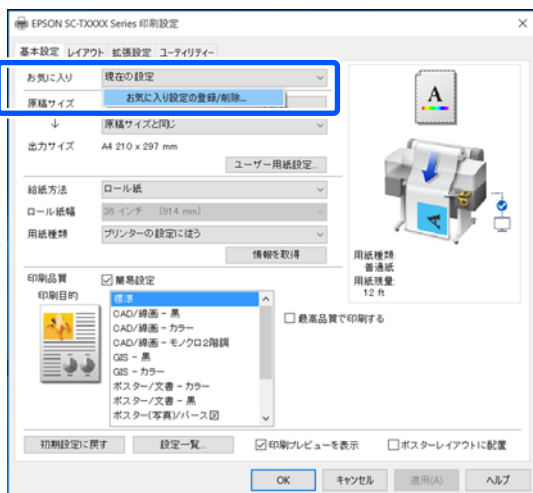 EPSON SC-TXXXX Series 印刷設定
基本設定 レイアウト 拡張設定 ユーティリティー
お気に入り 現在の設定
お気に入り設定の登録/削除...
原稿サイズ
↓ 原稿サイズと同じ
出力サイズ A4 210 x 297 mm
ユーザー用紙設定...
給紙方法 ロール紙
ロール紙幅 36 インチ (914 mm)
用紙種類 プリンターの設定に従う
情報を取得
A
用紙種類:
普通紙
用紙残量:
12 ft
印刷品質 簡易設定
印刷目的 標準
CAD/線画 - 黒
CAD/線画 - カラー
CAD/線画 - モノクロ2階調
GIS - 黒
GIS - カラー
ポスター/文書 - カラー
ポスター/文書 - 黒
ポスター(写真)/パース図
最高品質で印刷する
初期設定に戻す 設定一覧... 印刷プレビューを表示 ポスターレイアウトに配置
OK キャンセル 適用(A) ヘルプ